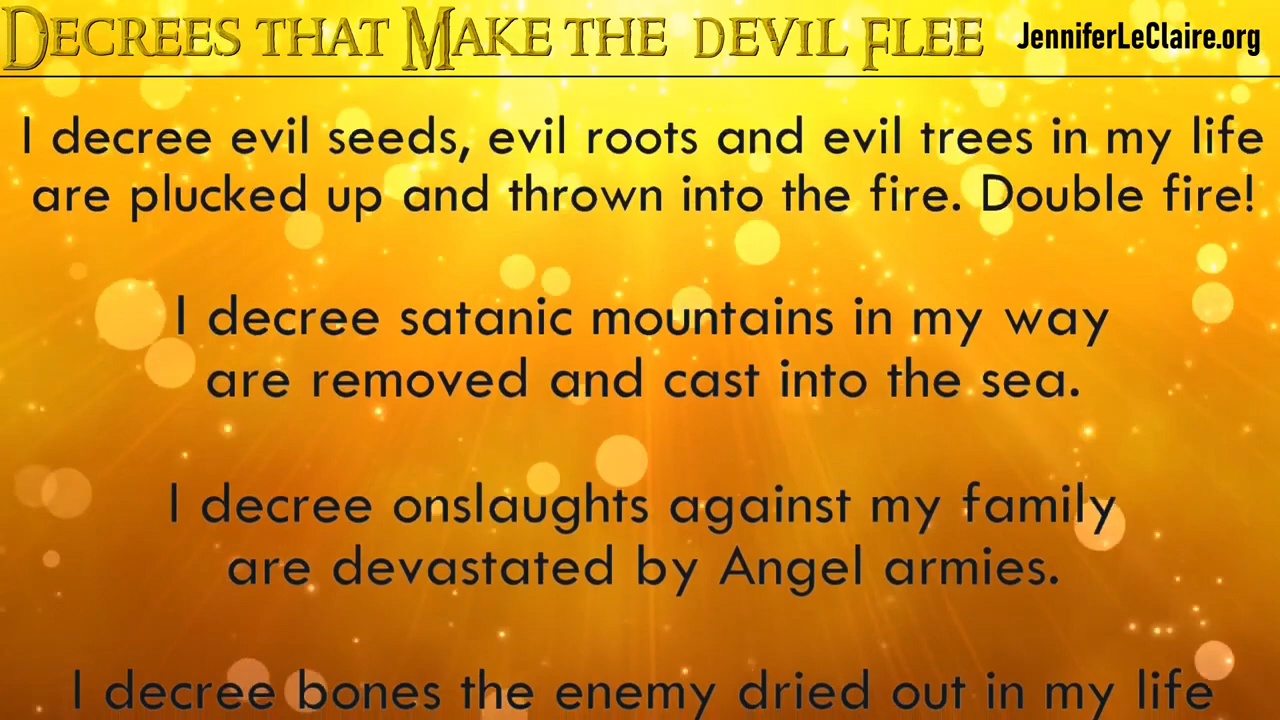 Decrees that Make the Devil Flee JenniferLeClaire.org
I decree evil seeds, evil roots and evil trees in my life
are plucked up and thrown into the fire. Double fire!
I decree satanic mountains in my way
are removed and cast into the sea.
I decree onslaughts against my family
are devastated by Angel armies.
I decree bones the enemy dried out in my life